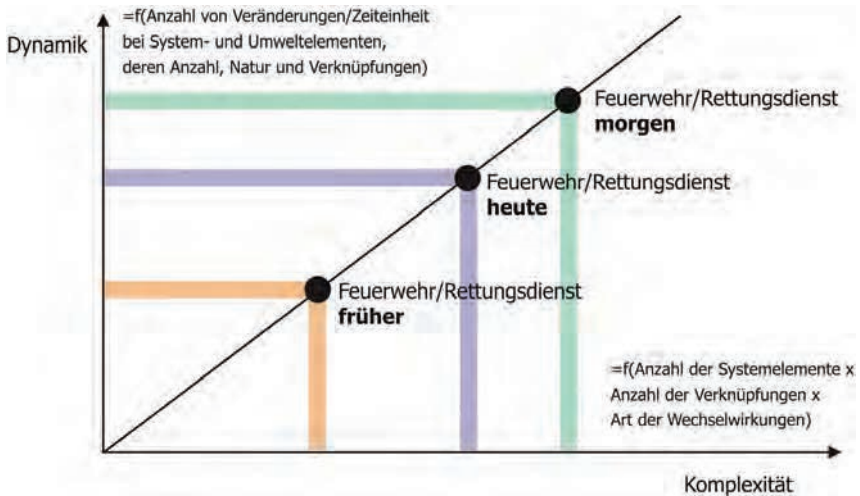 =f(Anzahl von Veränderungen/Zeiteinheit
Dynamik
bei System- und Umweltelementen,
deren Anzahl, Natur und Verknüpfungen)
Feuerwehr/Rettungsdienst
morgen
Feuerwehr/Rettungsdienst
heute
Feuerwehr/Rettungsdienst
früher
=f(Anzahl der Systemelemente x
Anzahl der Verknüpfungen x
Art der Wechselwirkungen)
Komplexität